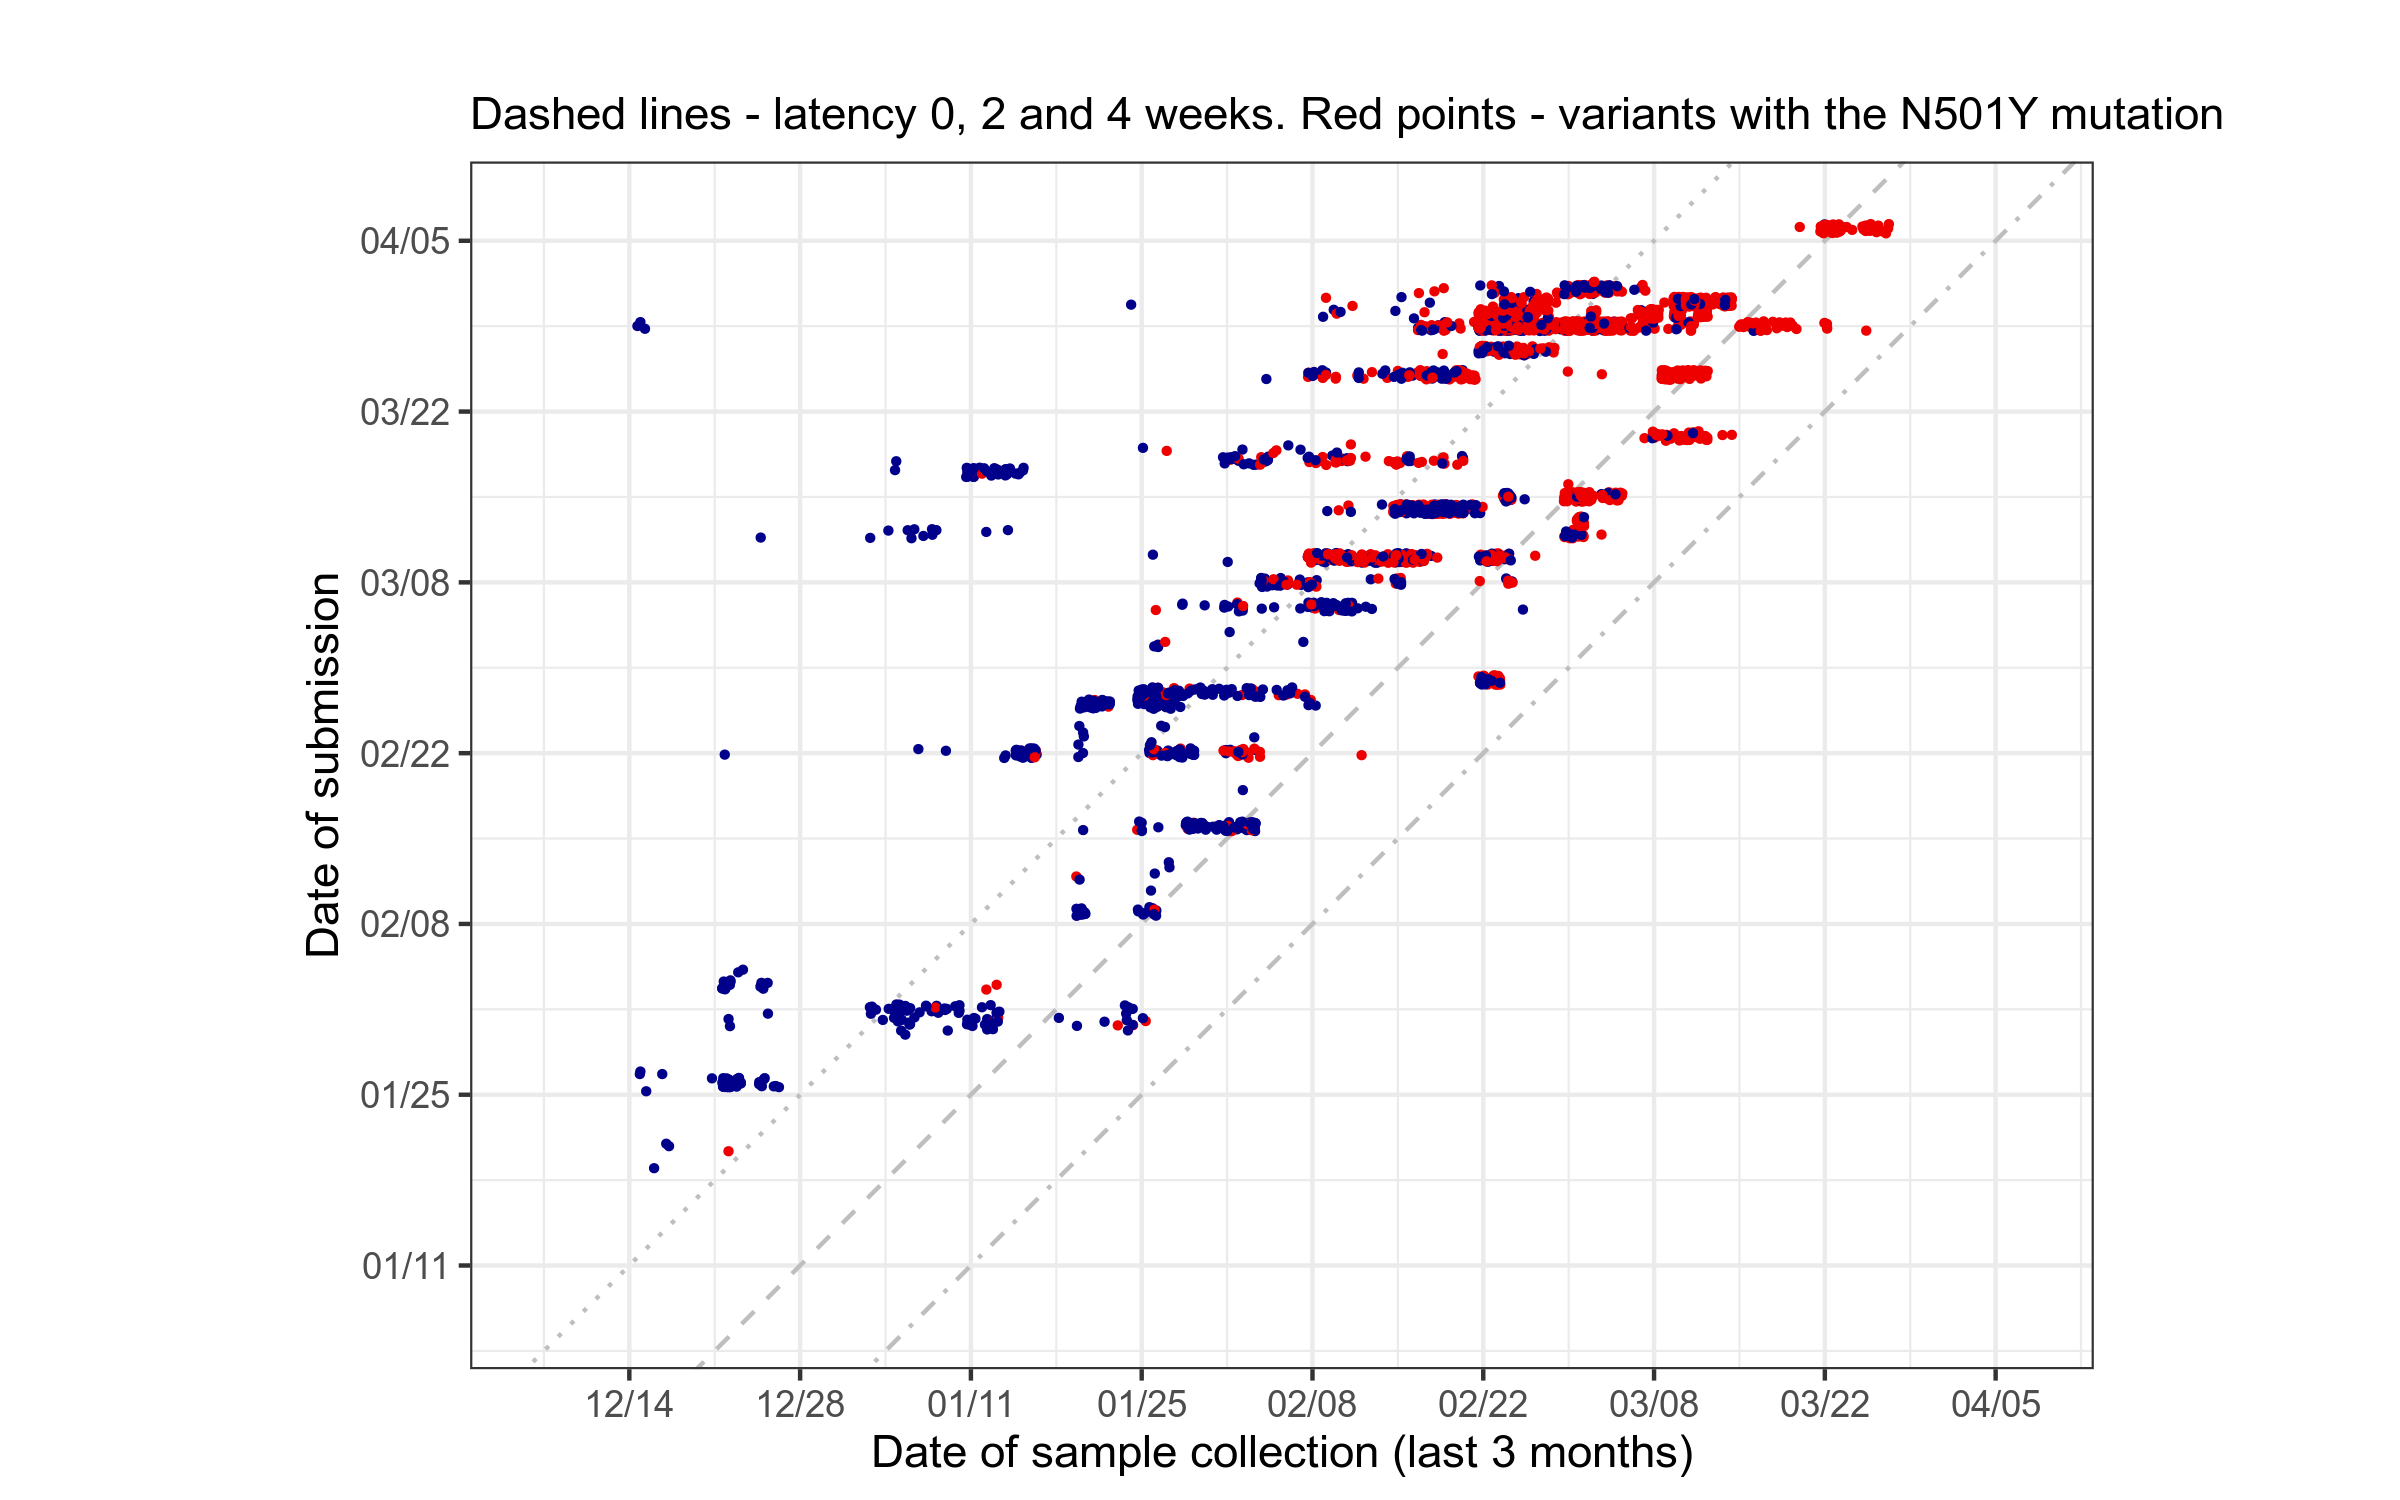 Dashed lines - latency 0, 2 and 4 weeks. Red points - variants with the N501Y mutation
04/05
03/22
03/08
02/22
02/08
01/25
01/11
Date of submission
12/14 12/28 01/11 01/25 02/08 02/22 03/08 03/22 04/05
Date of sample collection (last 3 months)